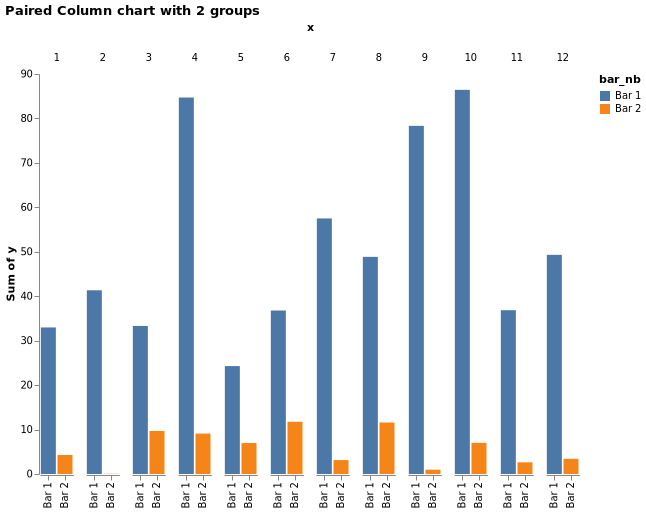 Paired Column chart with 2 groups
x
1 2 3 4 5 6 7 8 9 10 11 12
bar_nb
Bar 1
Bar 2
Sum of y
90
80
70
60
50
40
30
20
10
0
Bar 1 Bar 2 Bar 1 Bar 2 Bar 1 Bar 2 Bar 1 Bar 2 Bar 1 Bar 2 Bar 1 Bar 2 Bar 1 Bar 2 Bar 1 Bar 2 Bar 1 Bar 2 Bar 1 Bar 2 Bar 1 Bar 2 Bar 1 Bar 2